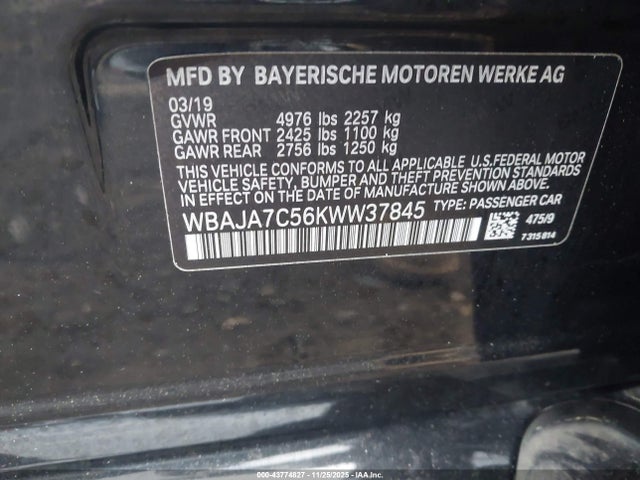 MFD BY BAYERISCHE MOTOREN WERKE AG
03/19
GVWR 4976 lbs 2257 kg
GAWR FRONT 2425 lbs 1100 kg
GAWR REAR 2756 lbs 1250 kg
THIS VEHICLE CONFORMS TO ALL APPLICABLE U.S.FEDERAL MOTOR
VEHICLE SAFETY, BUMPER AND THEFT PREVENTION STANDARDS
IN EFFECT ON THE DATE OF MANUFACTURE SHOWN ABOVE.
WBAJA7C56KWW37845 TYPE: PASSENGER CAR
475/9
7315814
000-43774827 - 11/25/2025 - IAA Inc.